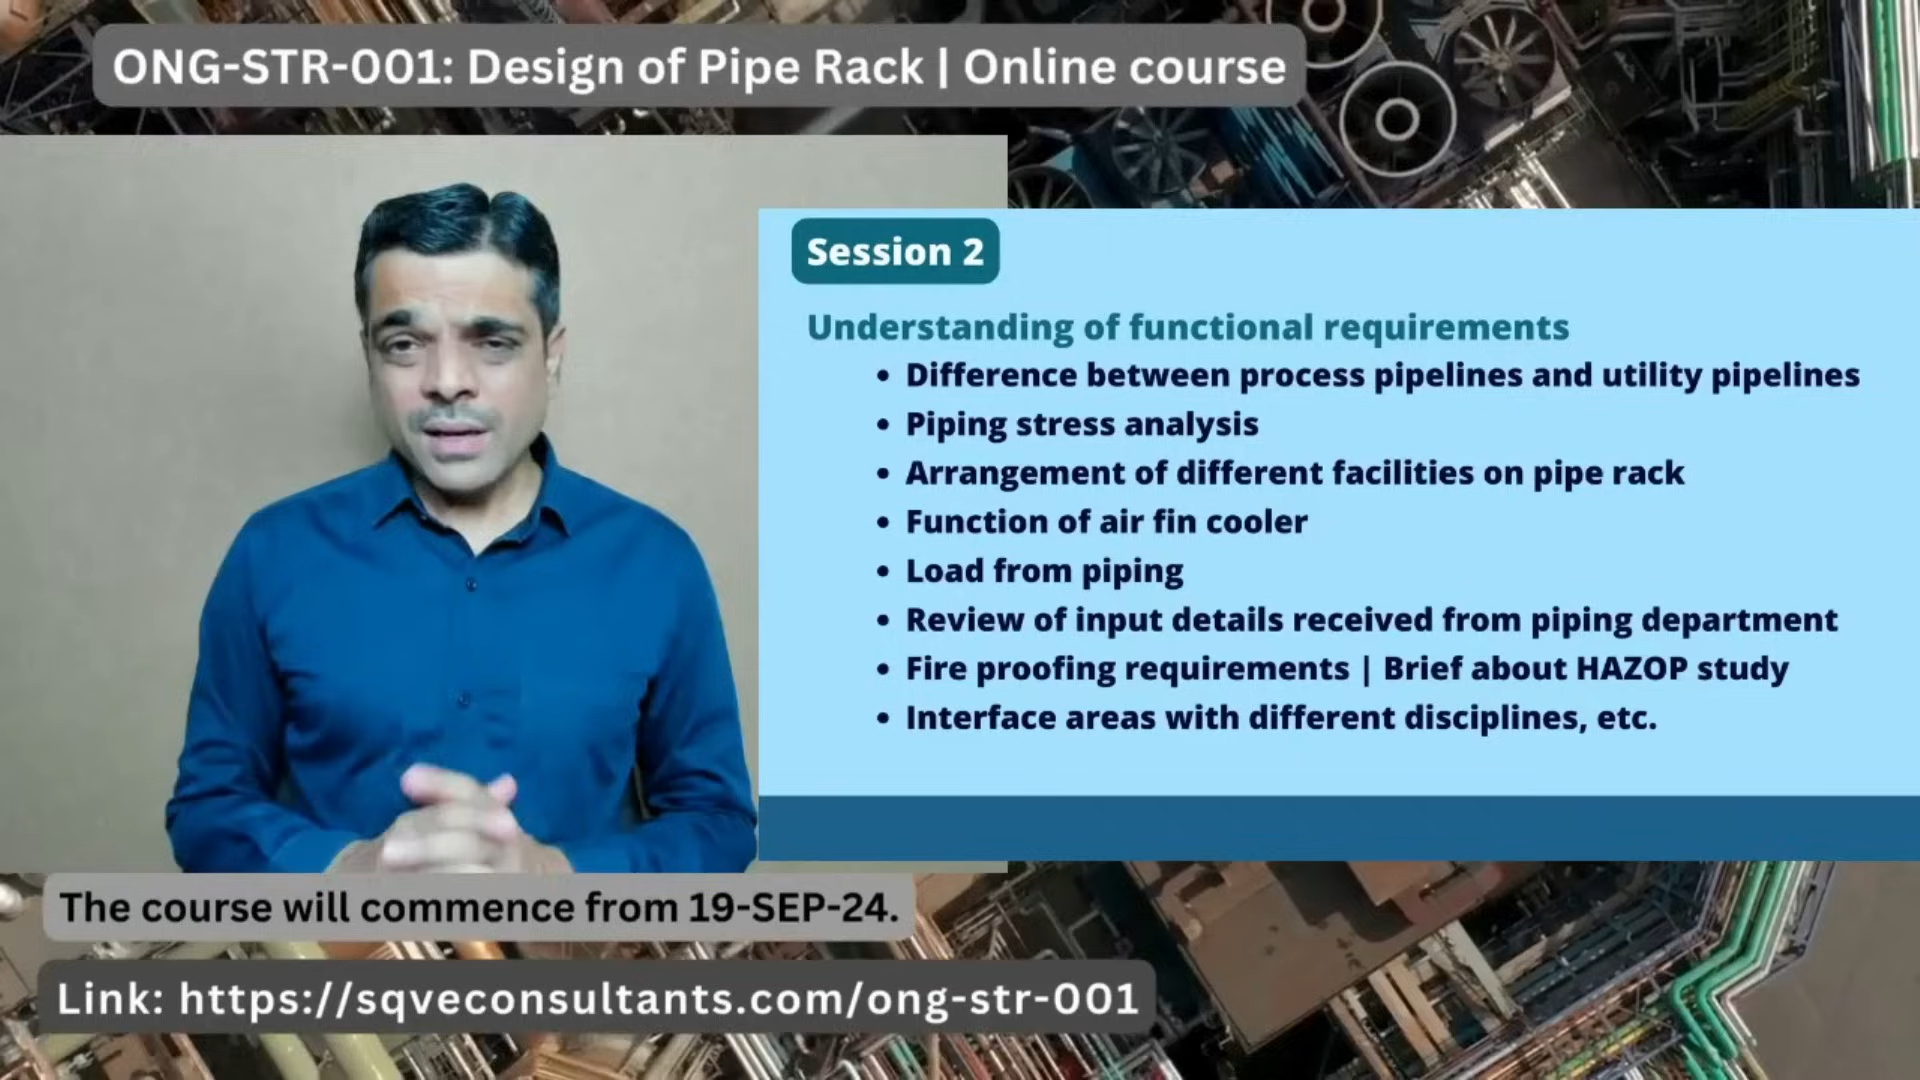 ONG-STR-001: Design of Pipe Rack | Online course
Session 2
Understanding of functional requirements
• Difference between process pipelines and utility pipelines
• Piping stress analysis
• Arrangement of different facilities on pipe rack
• Function of air fin cooler
• Load from piping
• Review of input details received from piping department
• Fire proofing requirements | Brief about HAZOP study
• Interface areas with different disciplines, etc.
The course will commence from 19-SEP-24.
Link: https://sqveconsultants.com/ong-str-001